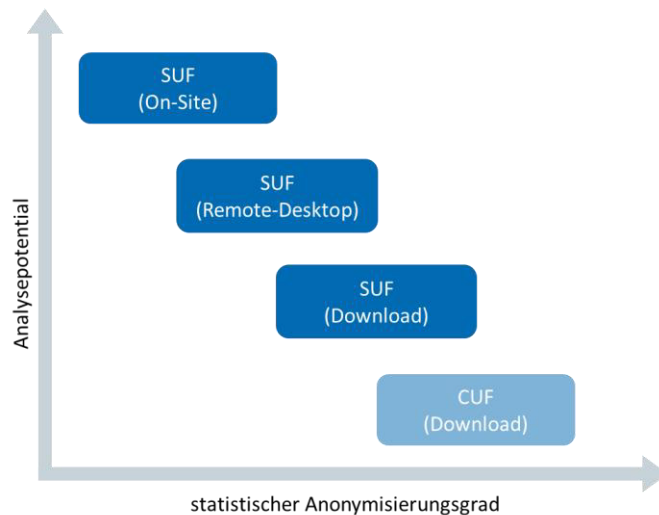 SUF
(On-Site)
SUF
(Remote-Desktop)
SUF
(Download)
CUF
(Download)
Analysepotential
statistischer Anonymisierungsgrad